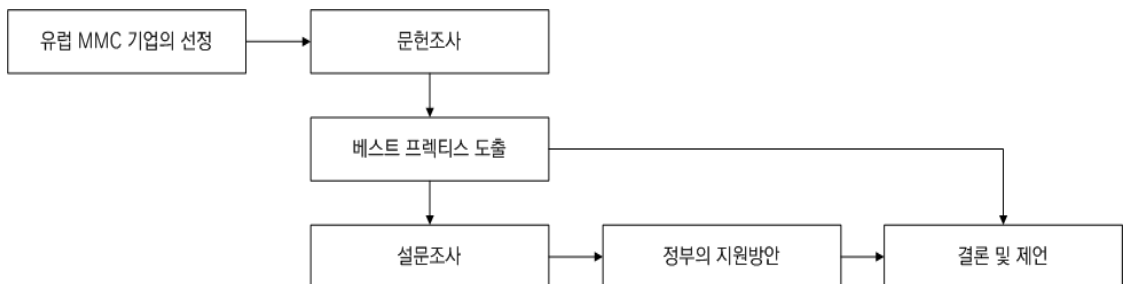 유럽 MMC 기업의 선정
문헌조사
베스트 프렉티스 도출
설문조사
정부의 지원방안
결론 및 제언